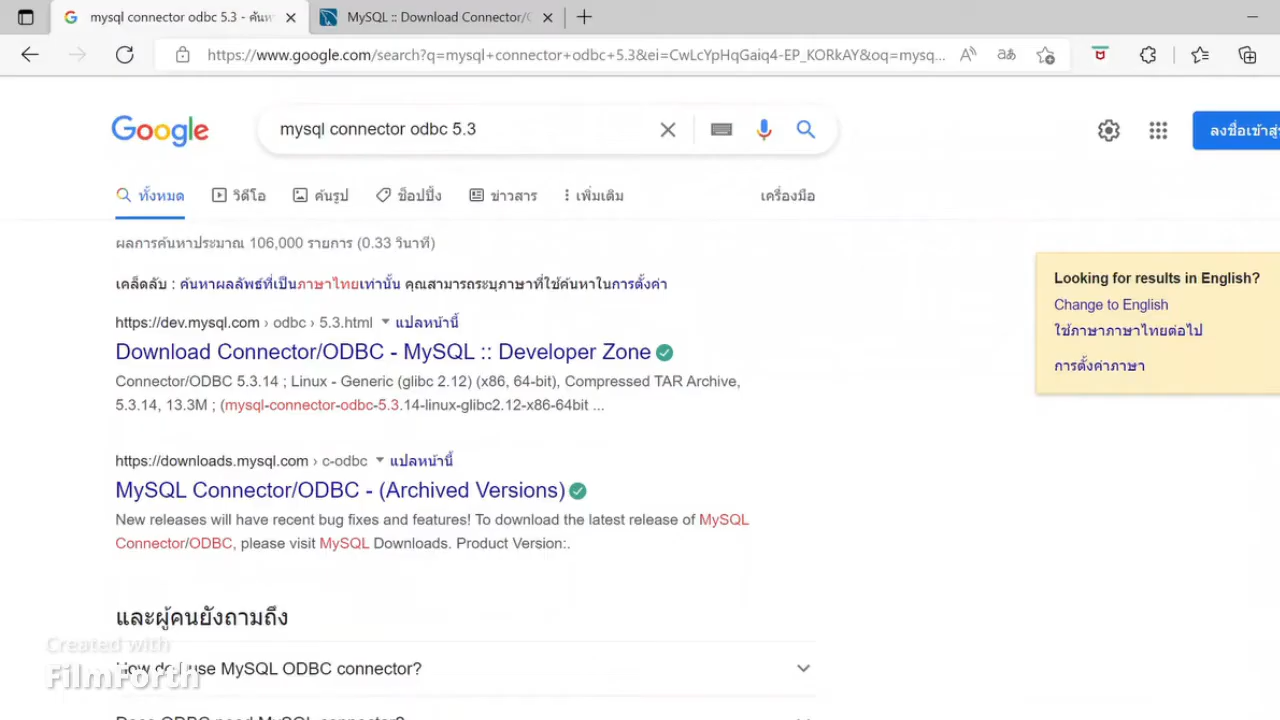 mysql connector odbc 5.3 - ค้นห
MySQL :: Download Connector/O
https://www.google.com/search?q=mysql+connector+odbc+5.3&ei=CwLcYpHqGaiq4-EP_KORkAY&oq=mysq...
Google
mysql connector odbc 5.3
ลงชื่อเข้าสู่
ทั้งหมด วิดีโอ ค้นรูป ช็อปปิ้ง ข่าวสาร เพิ่มเติม เครื่องมือ
ผลการค้นหาประมาณ 106,000 รายการ (0.33 วินาที)
เคล็ดลับ : ค้นหาผลลัพธ์ที่เป็นภาษาไทยเท่านั้น คุณสามารถระบุภาษาที่ใช้ค้นหาในการตั้งค่า
Looking for results in English?
Change to English
ใช้ภาษาภาษาไทยต่อไป
การตั้งค่าภาษา
https://dev.mysql.com › odbc › 5.3.html แปลหน้านี้
Download Connector/ODBC - MySQL :: Developer Zone
Connector/ODBC 5.3.14 ; Linux - Generic (glibc 2.12) (x86, 64-bit), Compressed TAR Archive,
5.3.14, 13.3M ; (mysql-connector-odbc-5.3.14-linux-glibc2.12-x86-64bit ...
https://downloads.mysql.com › c-odbc แปลหน้านี้
MySQL Connector/ODBC - (Archived Versions)
New releases will have recent bug fixes and features! To download the latest release of MySQL
Connector/ODBC, please visit MySQL Downloads. Product Version:.
และผู้คนยังถามถึง
Created with
FilmForth
How do I use MySQL ODBC connector?
Does ODBC need MySQL connector?